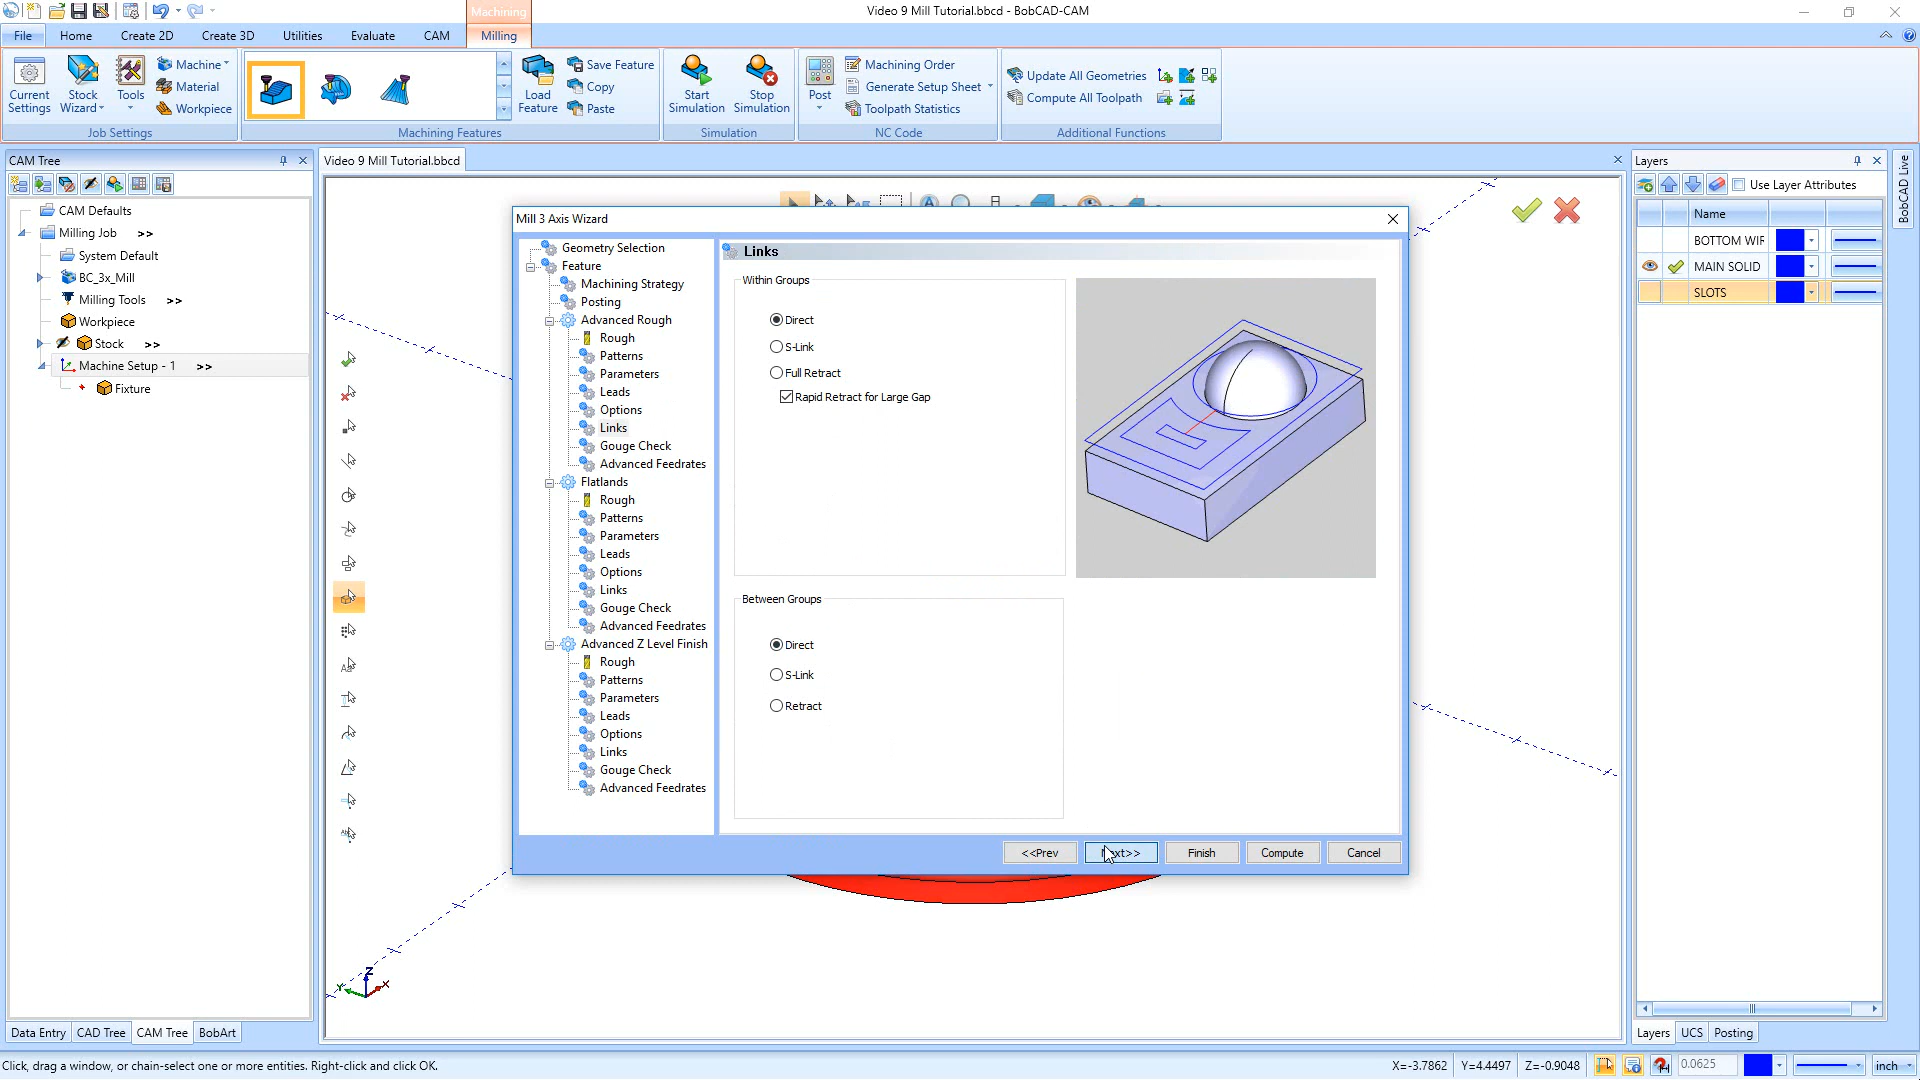 Video 9 Mill Tutorial.bbcd - BobCAD-CAM
Machining
File Home Create 2D Create 3D Utilities Evaluate CAM Milling
Current Settings
Stock Wizard
Tools
Machine
Material
Workpiece
Job Settings
Load Feature
Save Feature
Copy
Paste
Machining Features
Start Simulation
Stop Simulation
Simulation
Post
Machining Order
Generate Setup Sheet
Toolpath Statistics
NC Code
Update All Geometries
Compute All Toolpath
Additional Functions
CAM Tree
CAM Defaults
Milling Job >>
System Default
BC_3x_Mill
Milling Tools >>
Workpiece
Stock >>
Machine Setup - 1 >>
Fixture
Data Entry CAD Tree CAM Tree BobArt
Video 9 Mill Tutorial.bbcd
Mill 3 Axis Wizard
Geometry Selection
Feature
Machining Strategy
Posting
Advanced Rough
Rough
Patterns
Parameters
Leads
Options
Links
Gouge Check
Advanced Feedrates
Flatlands
Rough
Patterns
Parameters
Leads
Options
Links
Gouge Check
Advanced Feedrates
Advanced Z Level Finish
Rough
Patterns
Parameters
Leads
Options
Links
Gouge Check
Advanced Feedrates
Links
Within Groups
Direct
S-Link
Full Retract
Rapid Retract for Large Gap
Between Groups
Direct
S-Link
Retract
<<Prev Finish Compute Cancel
Z
Y
X
Layers
Use Layer Attributes
Name
BOTTOM WIF
MAIN SOLID
SLOTS
Layers UCS Posting
BobCAD Live
Click, drag a window, or chain-select one or more entities. Right-click and click OK.
X=-3.7862 Y=4.4497 Z=-0.9048 0.0625 inch